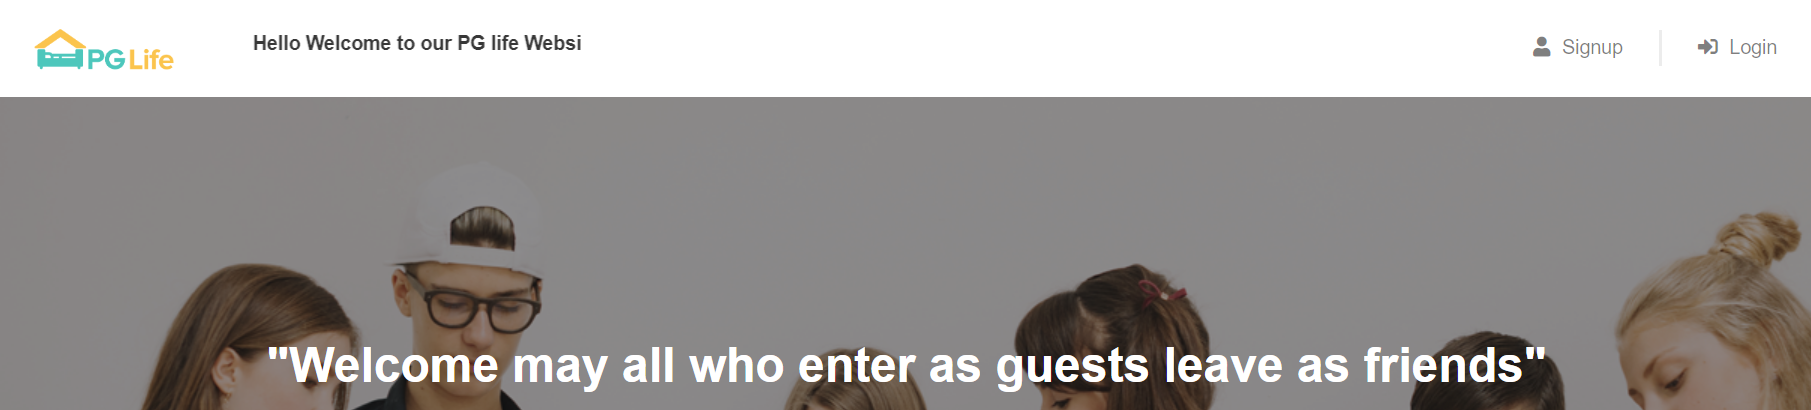 PG Life
Hello Welcome to our PG life Websi
Signup
Login
"Welcome may all who enter as guests leave as friends"